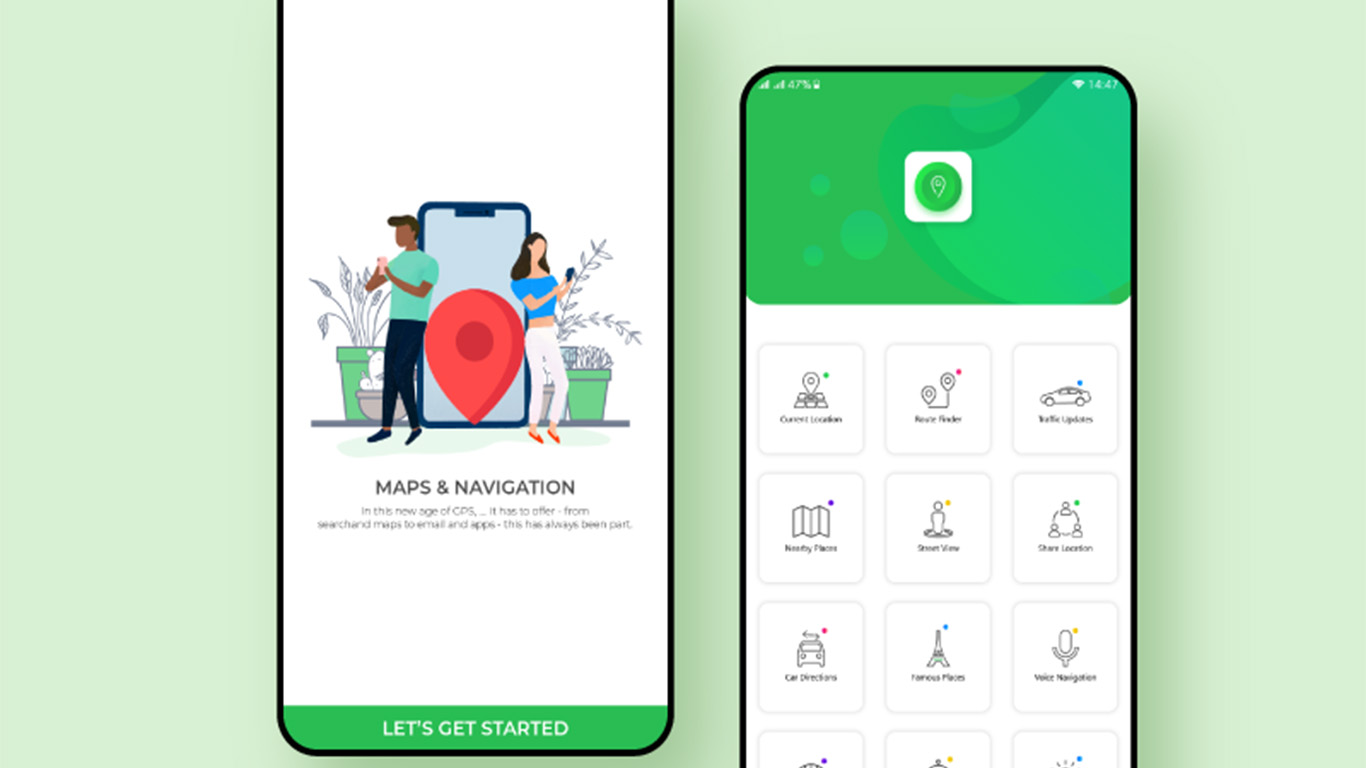 MAPS & NAVIGATION
In this new age of GPS, ... it has to offer - from
searchand maps to email and apps - this has always been part.
LET'S GET STARTED
47%
14:47
Current Location
Route Finder
Traffic Updates
Nearby Places
Street View
Share Location
Car Directions
Famous Places
Voice Navigation